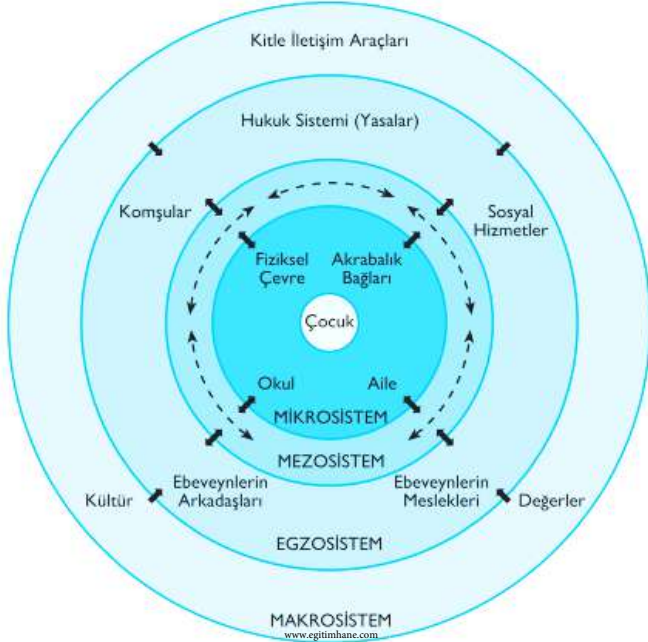 Kitle İletişim Araçları
Hukuk Sistemi (Yasalar)
Komşular
Sosyal
Hizmetler
Fiziksel
Çevre
Akrabalık
Bağları
Çocuk
Okul
Aile
MİKROSİSTEM
MEZOSİSTEM
Ebeveynlerin
Arkadaşları
Ebeveynlerin
Meslekleri
Kültür
Değerler
EGZOSİSTEM
MAKROSİSTEM
www.egitimhane.com